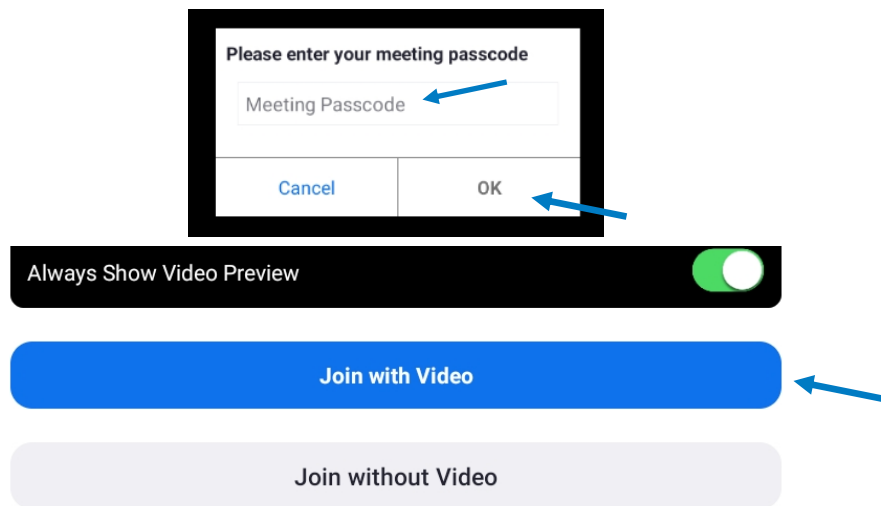 Please enter your meeting passcode
Meeting Passcode
Cancel OK
Always Show Video Preview
Join with Video
Join without Video